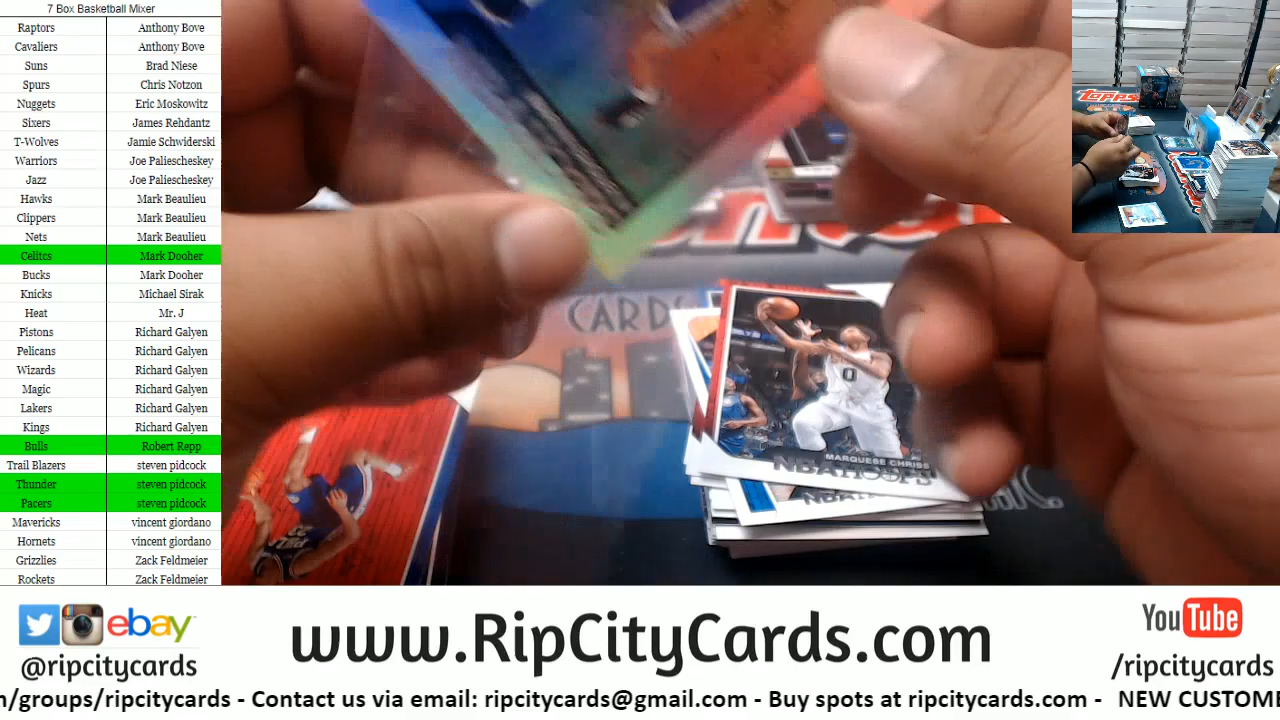 7 Box Basketball Mixer
Raptors Anthony Bove
Cavaliers Anthony Bove
Suns Brad Niese
Spurs Chris Notzon
Nuggets Eric Moskowitz
Sixers James Rehdantz
T-Wolves Jamie Schwiderski
Warriors Joe Paliescheskey
Jazz Joe Paliescheskey
Hawks Mark Beaulieu
Clippers Mark Beaulieu
Nets Mark Beaulieu
Celitcs Mark Dooher
Bucks Mark Dooher
Knicks Michael Sirak
Heat Mr. J
Pistons Richard Galyen
Pelicans Richard Galyen
Wizards Richard Galyen
Magic Richard Galyen
Lakers Richard Galyen
Kings Richard Galyen
Bulls Robert Repp
Trail Blazers steven pidcock
Thunder steven pidcock
Pacers steven pidcock
Mavericks vincent giordano
Hornets vincent giordano
Grizzlies Zack Feldmeier
Rockets Zack Feldmeier
Topps
CARDS
0
MARQUESE CHRISS
NBA HOOPS
ebay
@ripcitycards
www.RipCityCards.com
YouTube
/ripcitycards
n/groups/ripcitycards - Contact us via email: ripcitycards@gmail.com - Buy spots at ripcitycards.com - NEW CUSTOME